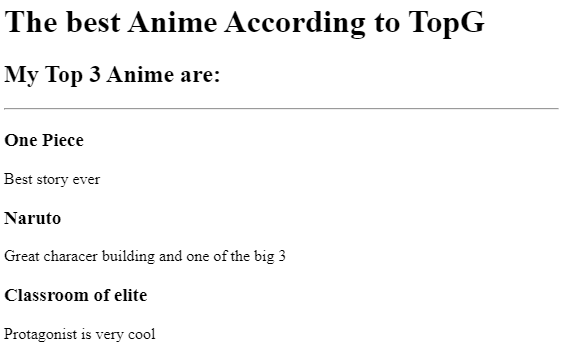 The best Anime According to TopG
My Top 3 Anime are:
One Piece
Best story ever
Naruto
Great characer building and one of the big 3
Classroom of elite
Protagonist is very cool